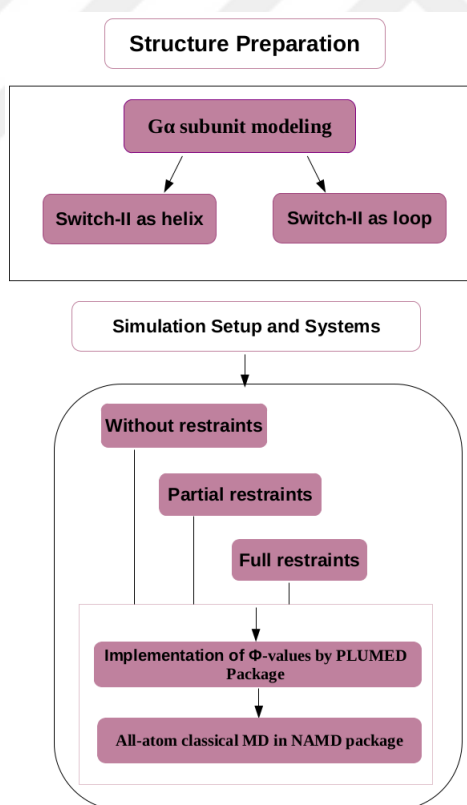 Structure Preparation
Gα subunit modeling
Switch-II as helix
Switch-II as loop
Simulation Setup and Systems
Without restraints
Partial restraints
Full restraints
Implementation of Φ-values by PLUMED
Package
All-atom classical MD in NAMD package